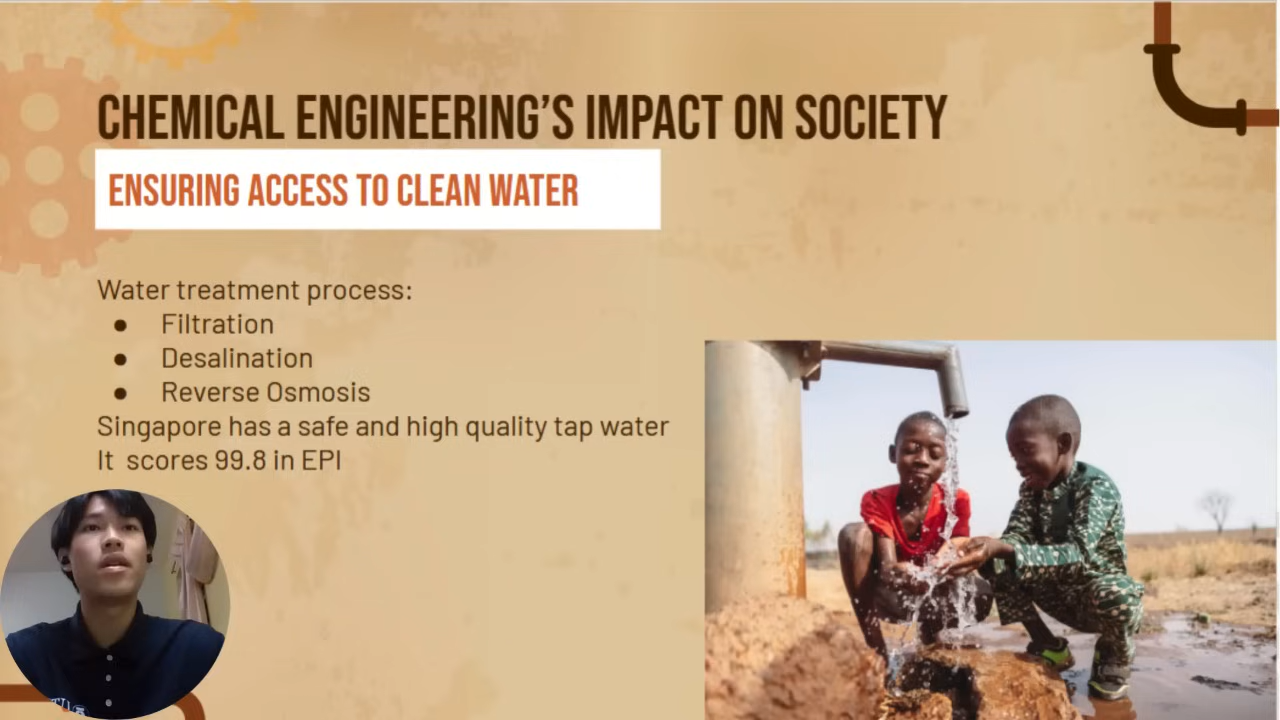 CHEMICAL ENGINEERING'S IMPACT ON SOCIETY
ENSURING ACCESS TO CLEAN WATER
Water treatment process:
● Filtration
● Desalination
● Reverse Osmosis
Singapore has a safe and high quality tap water
It scores 99.8 in EPI